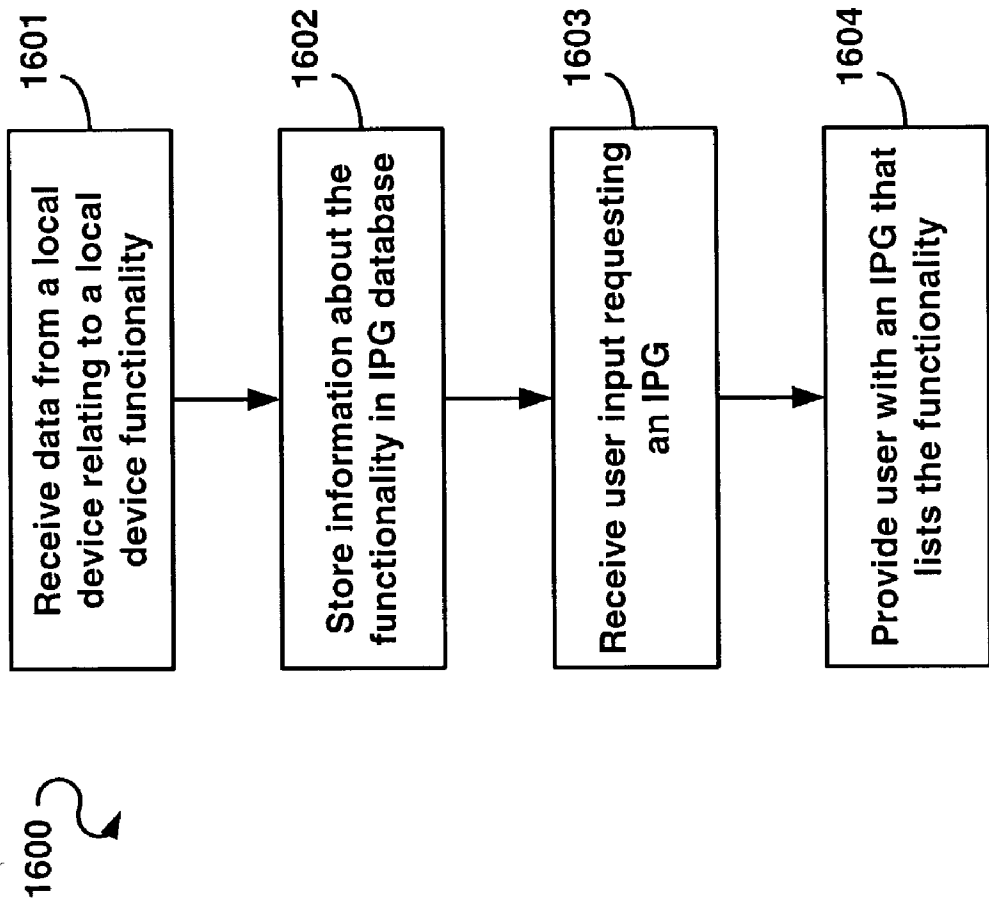 1600
Receive data from a local
device relating to a local
device functionality
1601
Store information about the
functionality in IPG database
1602
Receive user input requesting
an IPG
1603
Provide user with an IPG that
lists the functionality
1604